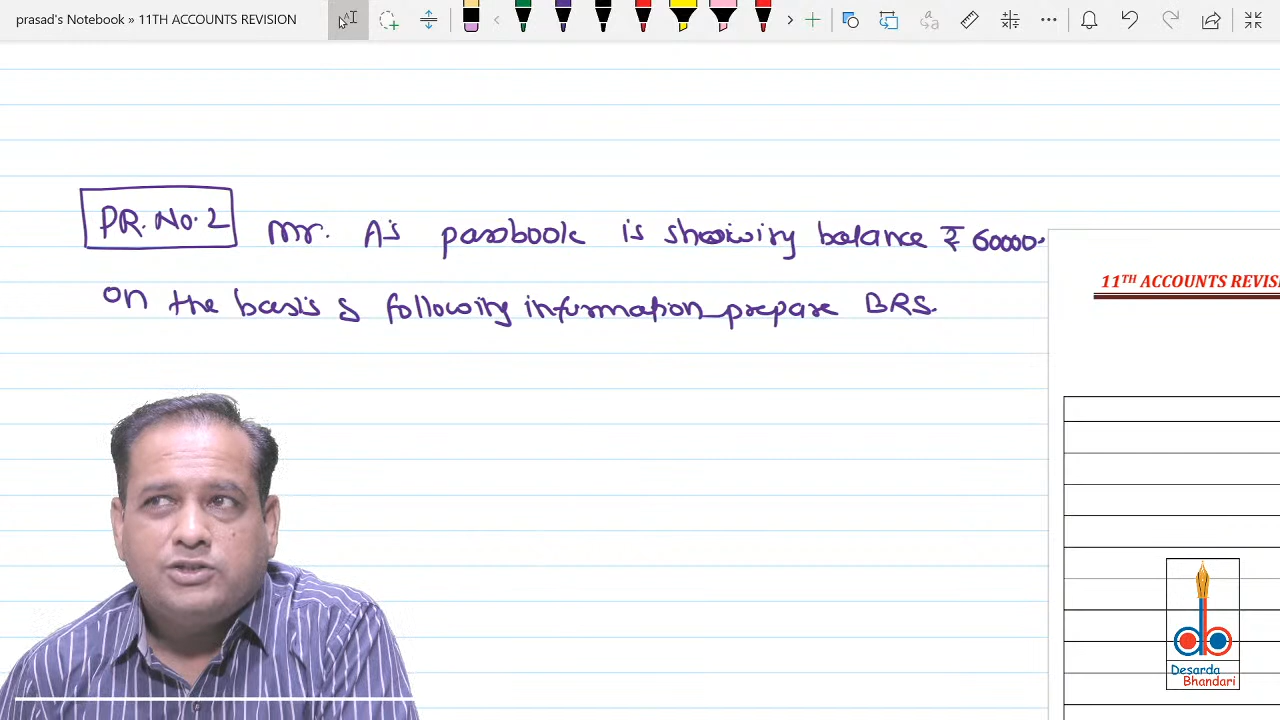 prasad's Notebook » 11TH ACCOUNTS REVISION
PR. No. 2 Mr. A's passbook is showing balance ₹ 60000.
on the basis of following information prepare BRS.
11TH ACCOUNTS REVIS
Desarda
Bhandari